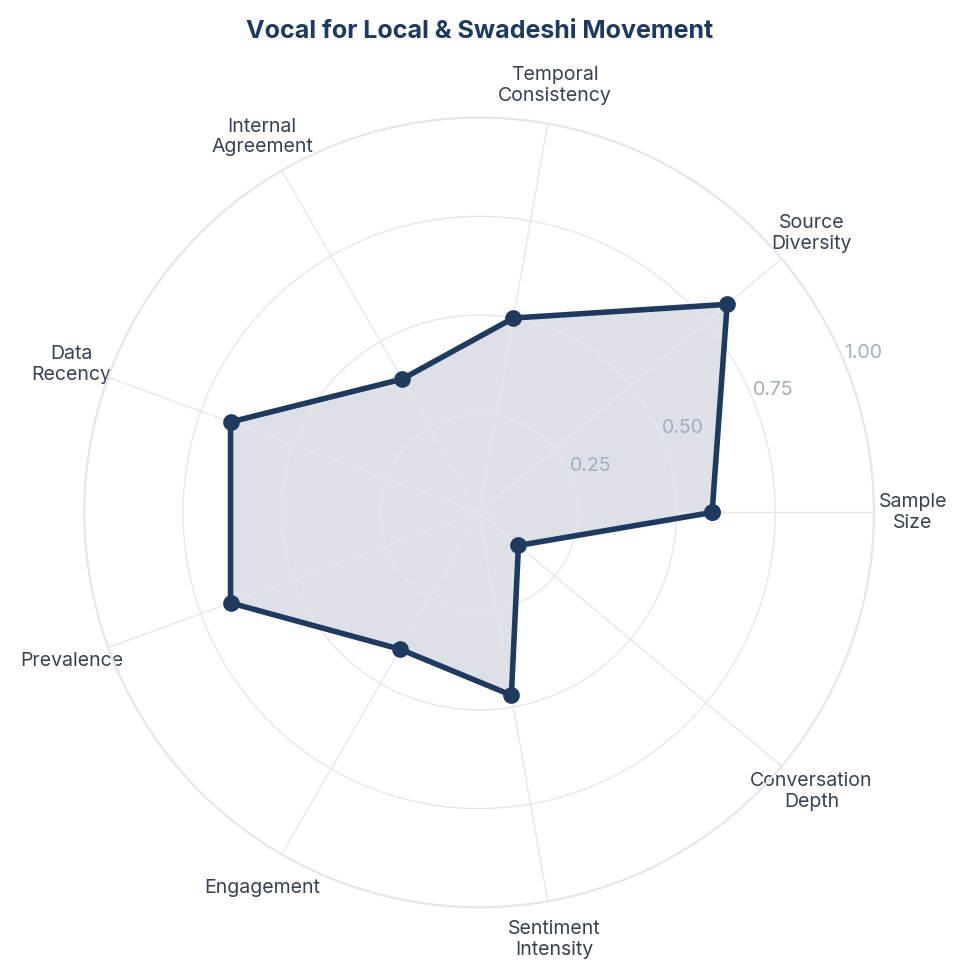 Vocal for Local & Swadeshi Movement
Temporal
Consistency
Internal
Agreement
Source
Diversity
Data
Recency
1.00
0.75
0.50
0.25
Sample
Size
Prevalence
Conversation
Depth
Engagement
Sentiment
Intensity